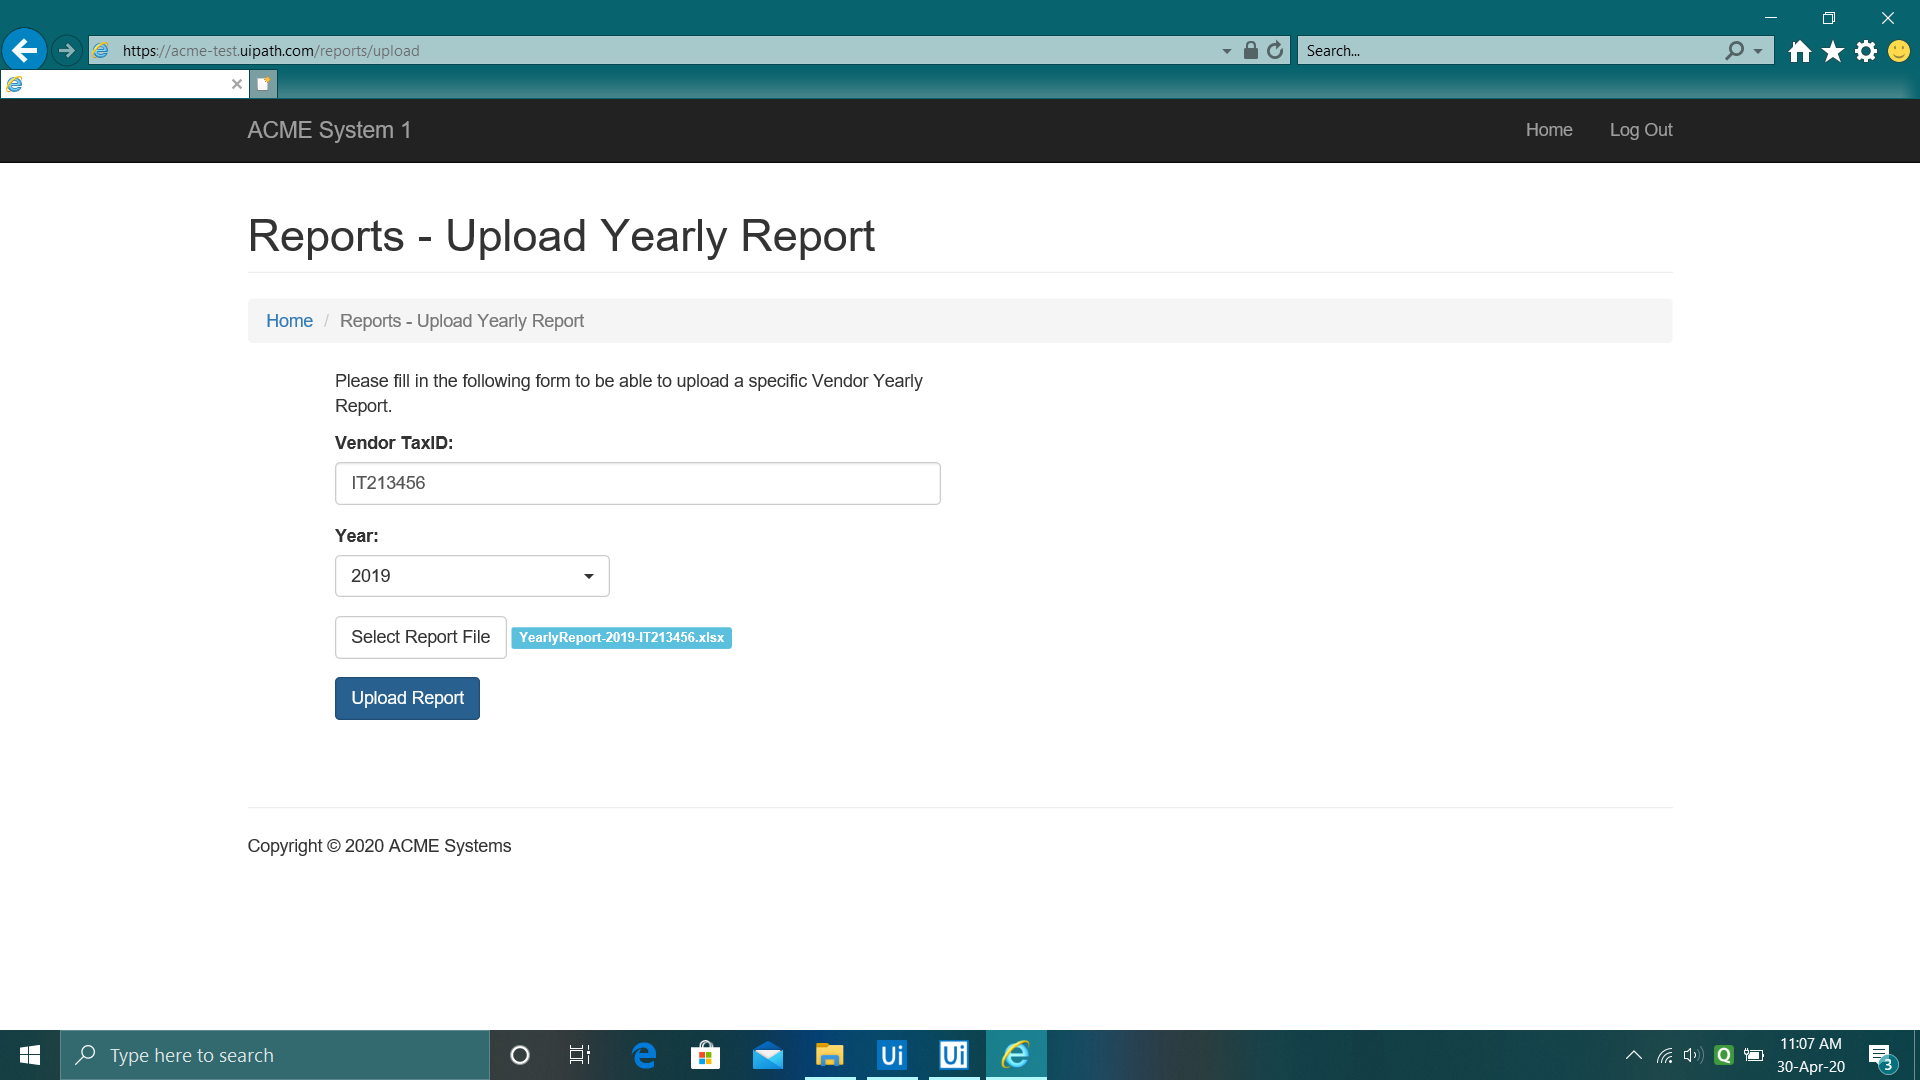 https://acme-test.uipath.com/reports/upload
Search...
ACME System 1
Home
Log Out
Reports - Upload Yearly Report
Home / Reports - Upload Yearly Report
Please fill in the following form to be able to upload a specific Vendor Yearly
Report.
Vendor TaxID:
IT213456
Year:
2019
Select Report File
YearlyReport-2019-IT213456.xlsx
Upload Report
Copyright © 2020 ACME Systems
Type here to search
Ui
Ui
Q
11:07 AM
30-Apr-20
3